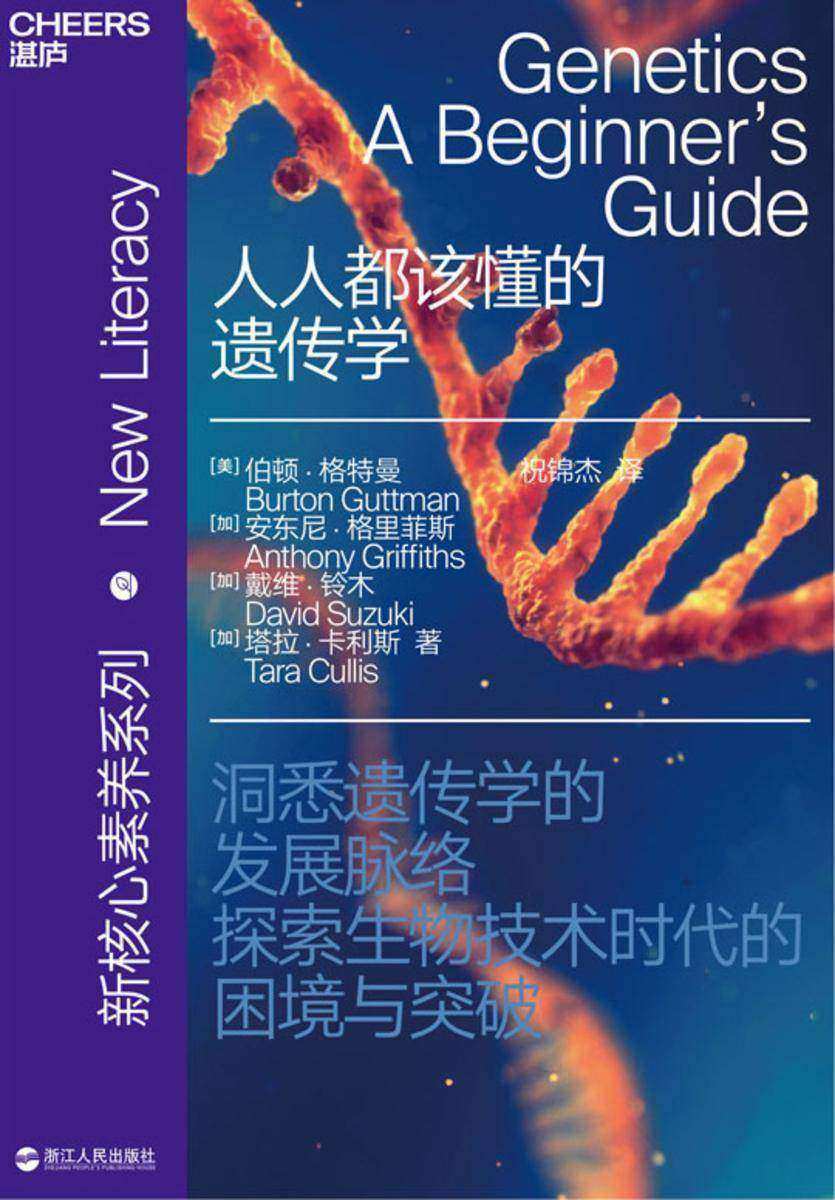 CHEERS
湛庐
Genetics
A Beginner's
Guide
人人都该懂的
遗传学
[美] 伯顿·格特曼 祝锦杰 译
Burton Guttman
[加] 安东尼·格里菲斯
Anthony Griffiths
[加] 戴维·铃木
David Suzuki
[加] 塔拉·卡利斯 著
Tara Cullis
洞悉遗传学的
发展脉络
探索生物技术时代的
困境与突破
新核心素养系列 New Literacy
浙江人民出版社
ZHEJIANG PEOPLE'S PUBLISHING HOUSE